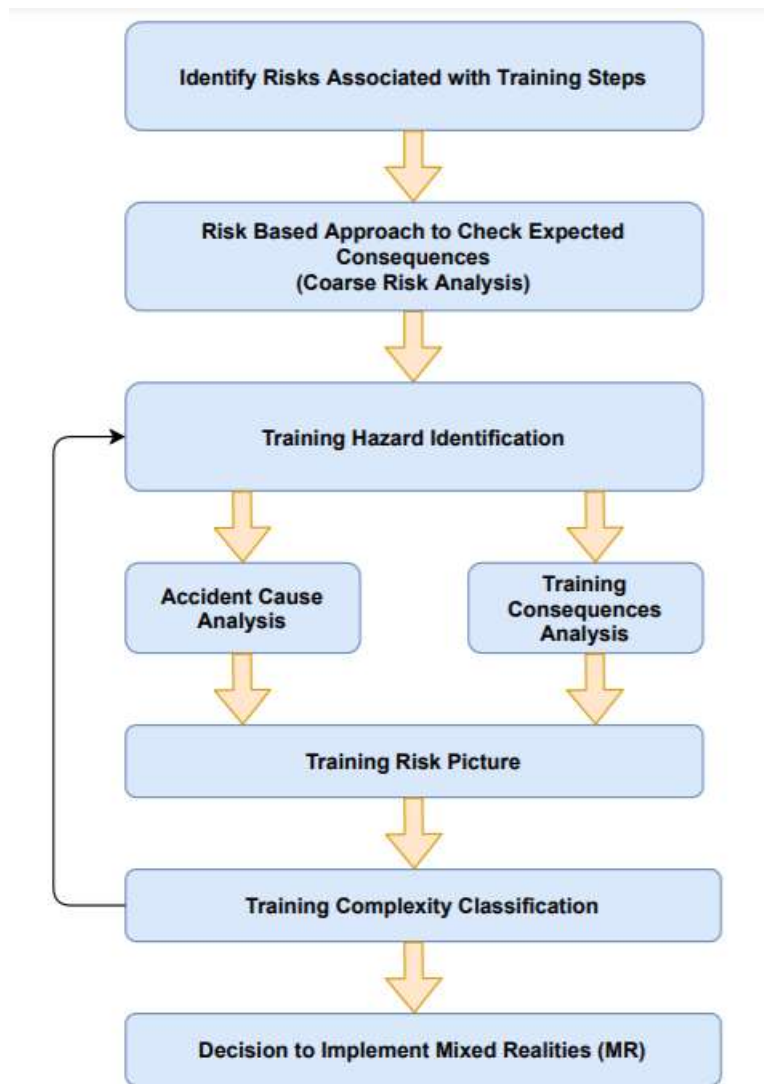 Identify Risks Associated with Training Steps
Risk Based Approach to Check Expected
Consequences
(Coarse Risk Analysis)
Training Hazard Identification
Accident Cause
Analysis
Training
Consequences
Analysis
Training Risk Picture
Training Complexity Classification
Decision to Implement Mixed Realities (MR)